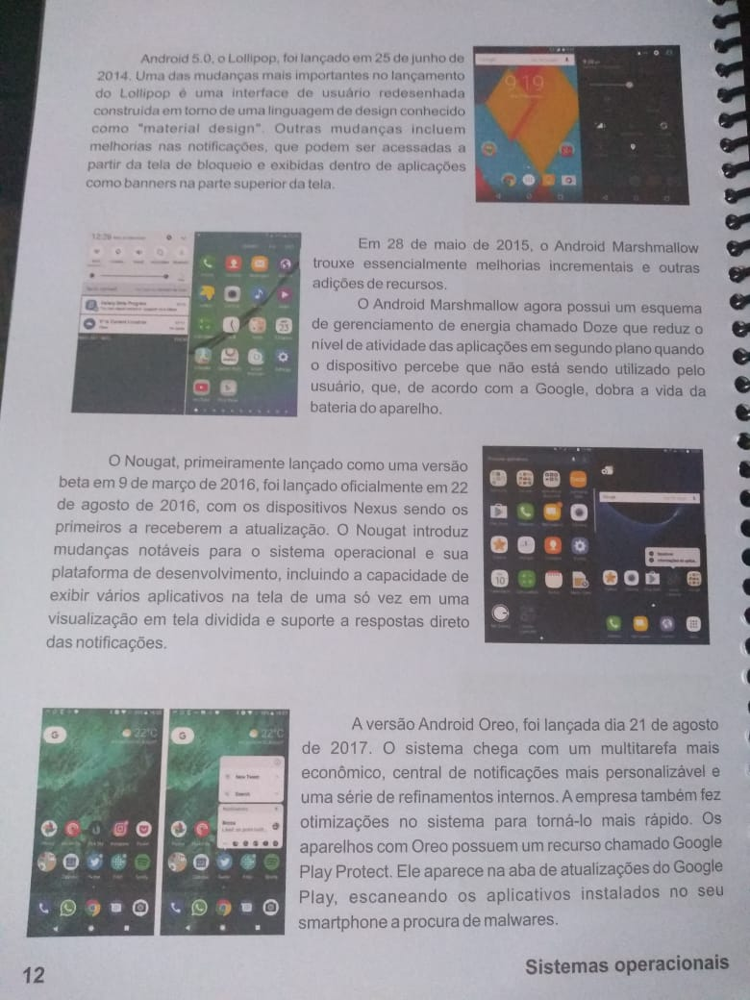 Android 5.0, o Lollipop, foi lançado em 25 de junho de
2014. Uma das mudanças mais importantes no lançamento
do Lollipop é uma interface de usuário redesenhada
construída em torno de uma linguagem de design conhecido
como "material design". Outras mudanças incluem
melhorias nas notificações, que podem ser acessadas a
partir da tela de bloqueio e exibidas dentro de aplicações
como banners na parte superior da tela.
9:19
12:29
23
Em 28 de maio de 2015, o Android Marshmallow
trouxe essencialmente melhorias incrementais e outras
adições de recursos.
O Android Marshmallow agora possui um esquema
de gerenciamento de energia chamado Doze que reduz o
nível de atividade das aplicações em segundo plano quando
o dispositivo percebe que não está sendo utilizado pelo
usuário, que, de acordo com a Google, dobra a vida da
bateria do aparelho.
O Nougat, primeiramente lançado como uma versão
beta em 9 de março de 2016, foi lançado oficialmente em 22
de agosto de 2016, com os dispositivos Nexus sendo os
primeiros a receberem a atualização. O Nougat introduz
mudanças notáveis para o sistema operacional e sua
plataforma de desenvolvimento, incluindo a capacidade de
exibir vários aplicativos na tela de uma só vez em uma
visualização em tela dividida e suporte a respostas direto
das notificações.
10
G
22°C
G
22°C
New Tweet
Search
A versão Android Oreo, foi lançada dia 21 de agosto
de 2017. O sistema chega com um multitarefa mais
econômico, central de notificações mais personalizável e
uma série de refinamentos internos. A empresa também fez
otimizações no sistema para torná-lo mais rápido. Os
aparelhos com Oreo possuem um recurso chamado Google
Play Protect. Ele aparece na aba de atualizações do Google
Play, escaneando os aplicativos instalados no seu
smartphone a procura de malwares.
12
Sistemas operacionais